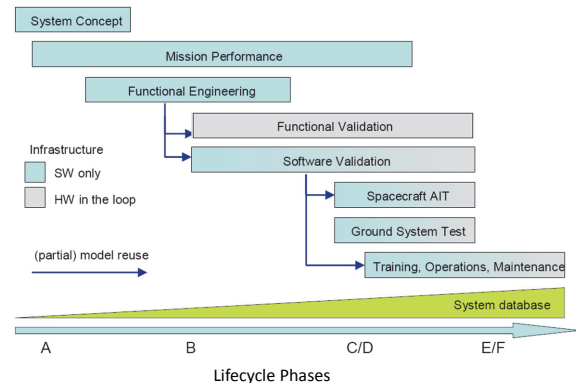 System Concept
Mission Performance
Functional Engineering
Functional Validation
Infrastructure
SW only
Software Validation
HW in the loop
Spacecraft AIT
Ground System Test
(partial) model reuse
Training, Operations, Maintenance
System database
A B C/D E/F
Lifecycle Phases